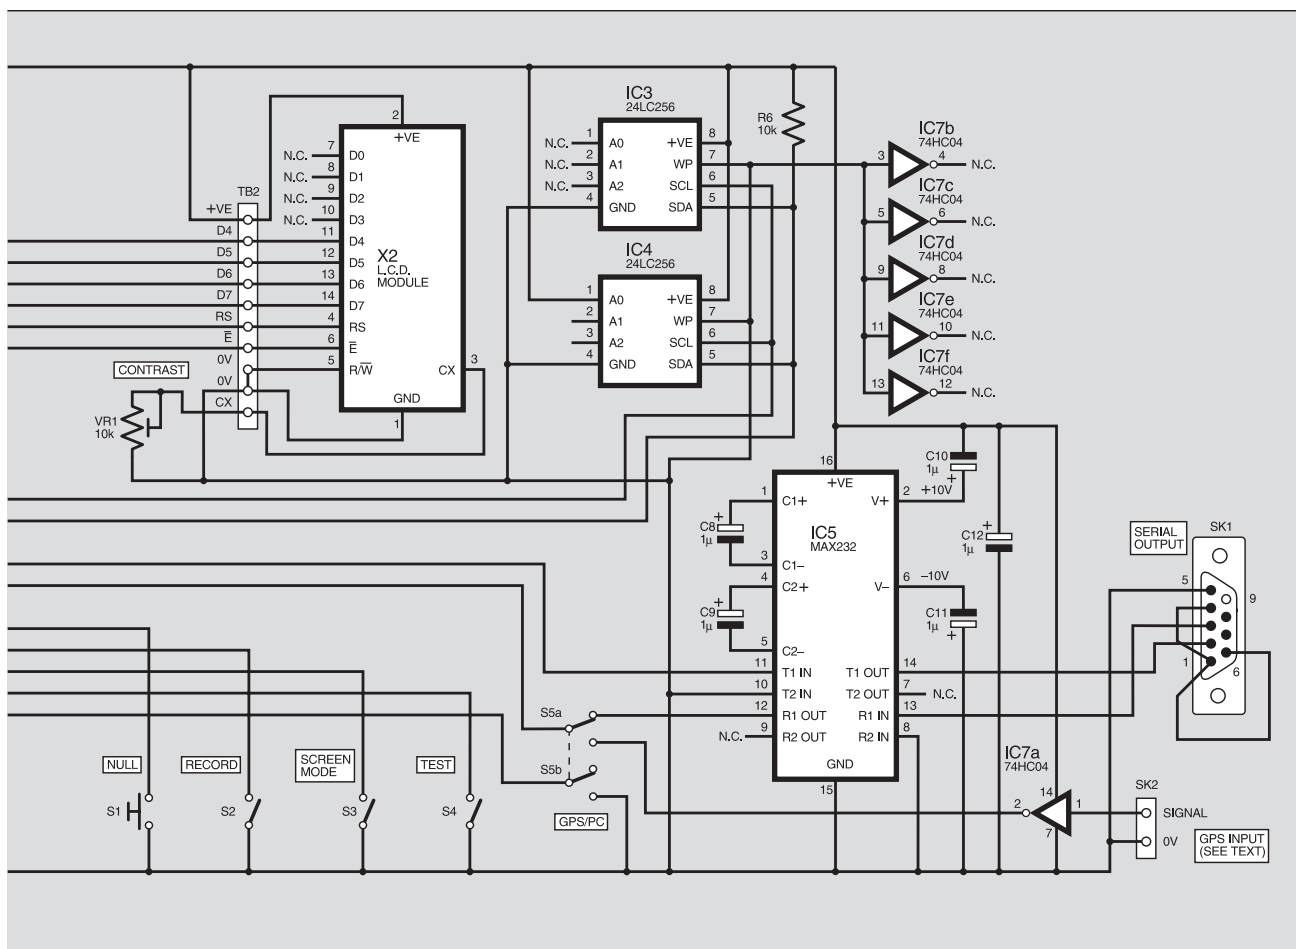 IC3
24LC256
1 A0 +VE 8
2 A1 WP 7
3 A2 SCL 6
4 GND SDA 5
N.C.
N.C.
N.C.
R6
10k
IC4
24LC256
1 A0 +VE 8
2 A1 WP 7
3 A2 SCL 6
4 GND SDA 5
2
+VE
7 D0
8 D1
9 D2
10 D3
11 D4
12 D5
13 D6
14 D7
4 RS
6 E̅
5 R/W̅
N.C.
N.C.
N.C.
N.C.
X2
L.C.D.
MODULE
CX 3
GND
1
TB2
+VE
D4
D5
D6
D7
RS
E̅
0V
0V
CX
CONTRAST
VR1
10k
IC7b
74HC04
3 4 N.C.
IC7c
74HC04
5 6 N.C.
IC7d
74HC04
9 8 N.C.
IC7e
74HC04
11 10 N.C.
IC7f
74HC04
13 12 N.C.
16
+VE
IC5
MAX232
1 C1+ V+ 2 +10V
3 C1–
4 C2+ V– 6 –10V
5 C2–
11 T1 IN T1 OUT 14
10 T2 IN T2 OUT 7 N.C.
12 R1 OUT R1 IN 13
N.C. 9 R2 OUT R2 IN 8
GND
15
C8
1μ
+
C9
1μ
+
C10
1μ
+
C11
1μ
+
C12
1μ
+
SERIAL
OUTPUT
SK1
5
9
1
6
IC7a
74HC04
14
2 1
7
SK2
SIGNAL
0V
GPS INPUT
(SEE TEXT)
S5a
S5b
GPS/PC
NULL
S1
RECORD
S2
SCREEN
MODE
S3
TEST
S4